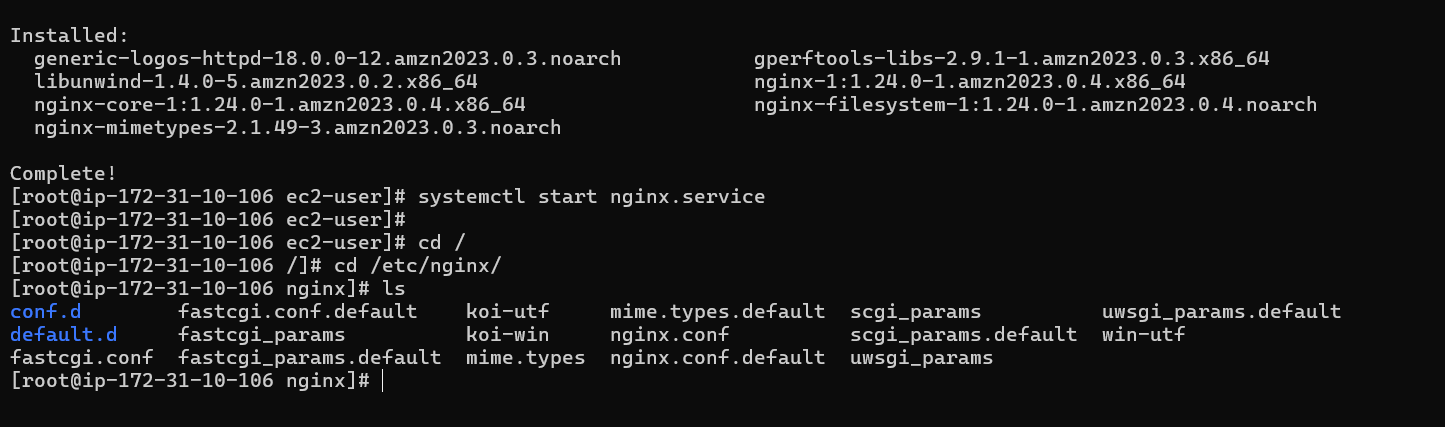 Installed:
  generic-logos-httpd-18.0.0-12.amzn2023.0.3.noarch           gperftools-libs-2.9.1-1.amzn2023.0.3.x86_64
  libunwind-1.4.0-5.amzn2023.0.2.x86_64                       nginx-1:1.24.0-1.amzn2023.0.4.x86_64
  nginx-core-1:1.24.0-1.amzn2023.0.4.x86_64                   nginx-filesystem-1:1.24.0-1.amzn2023.0.4.noarch
  nginx-mimetypes-2.1.49-3.amzn2023.0.3.noarch

Complete!
[root@ip-172-31-10-106 ec2-user]# systemctl start nginx.service
[root@ip-172-31-10-106 ec2-user]#
[root@ip-172-31-10-106 ec2-user]# cd /
[root@ip-172-31-10-106 /]# cd /etc/nginx/
[root@ip-172-31-10-106 nginx]# ls
conf.d        fastcgi.conf.default    koi-utf     mime.types.default  scgi_params          uwsgi_params.default
default.d     fastcgi_params          koi-win     nginx.conf          scgi_params.default  win-utf
fastcgi.conf  fastcgi_params.default  mime.types  nginx.conf.default  uwsgi_params
[root@ip-172-31-10-106 nginx]#